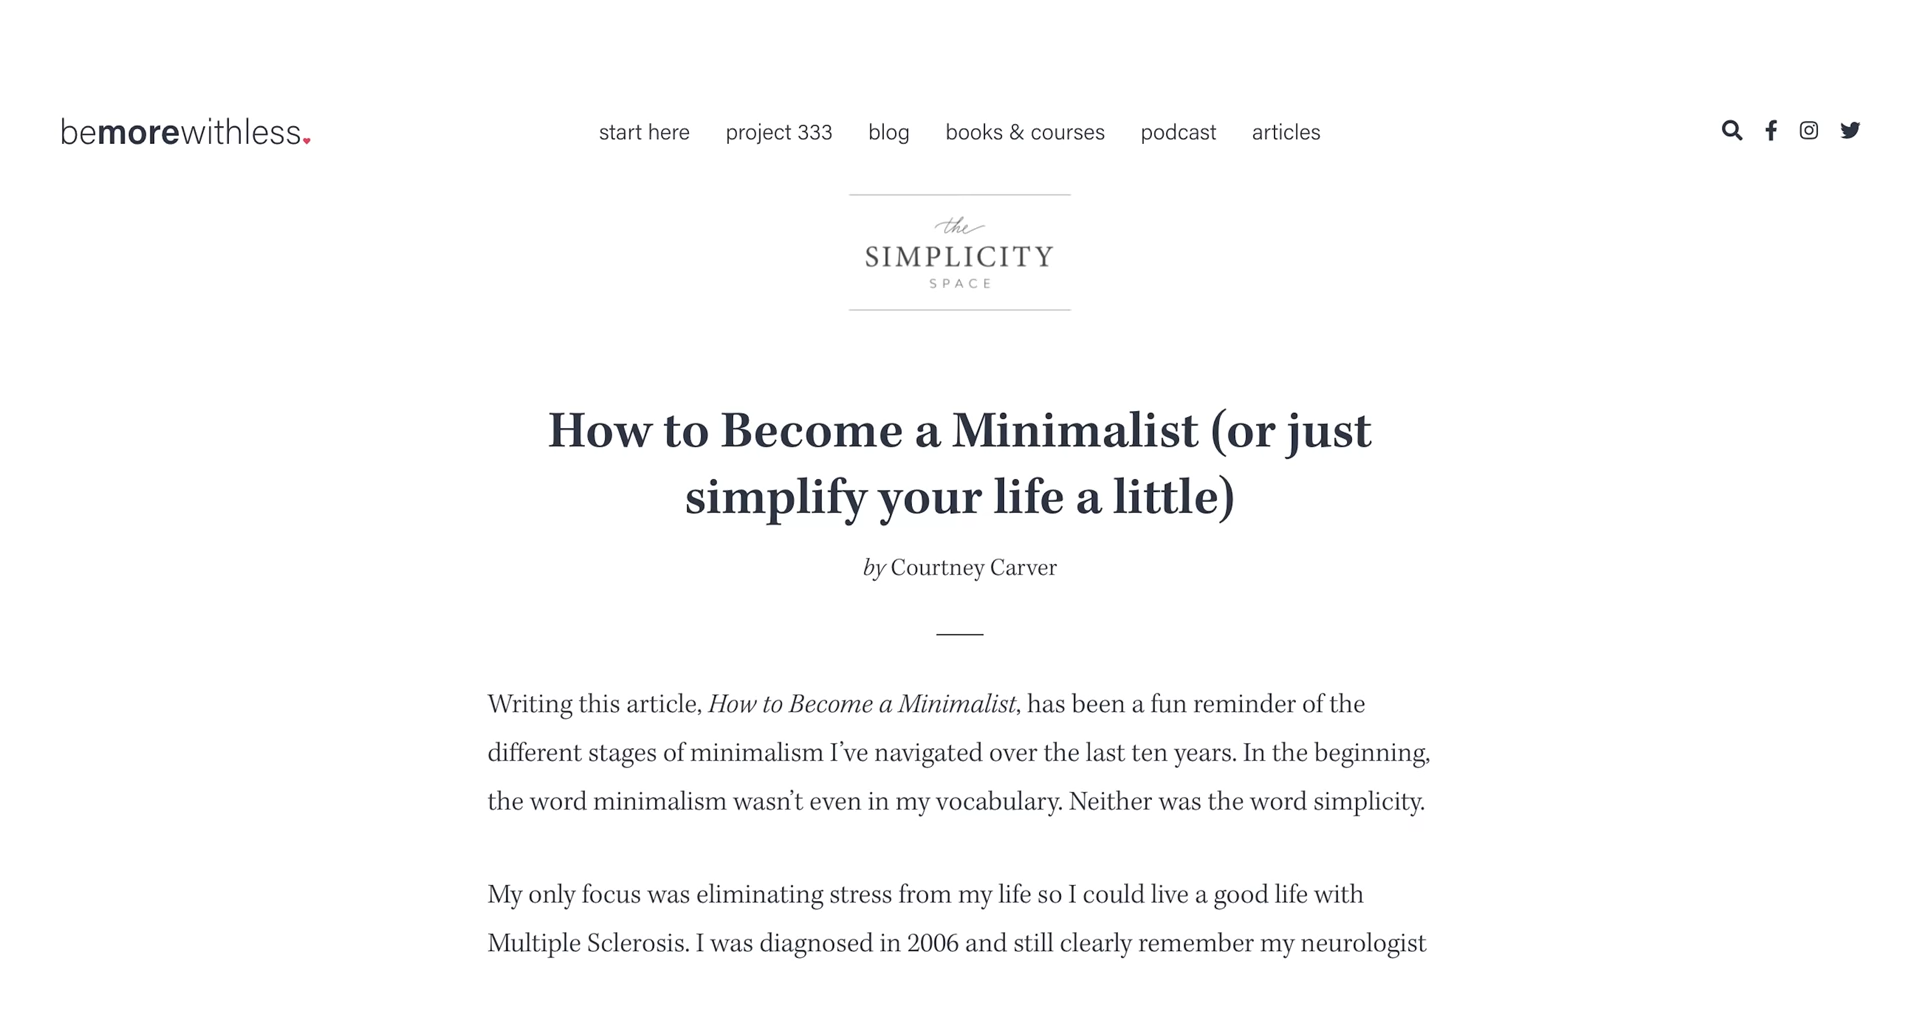 bemorewithless.
start here project 333 blog books & courses podcast articles
the
SIMPLICITY
SPACE
How to Become a Minimalist (or just
simplify your life a little)
by Courtney Carver
Writing this article, How to Become a Minimalist, has been a fun reminder of the
different stages of minimalism I’ve navigated over the last ten years. In the beginning,
the word minimalism wasn’t even in my vocabulary. Neither was the word simplicity.
My only focus was eliminating stress from my life so I could live a good life with
Multiple Sclerosis. I was diagnosed in 2006 and still clearly remember my neurologist